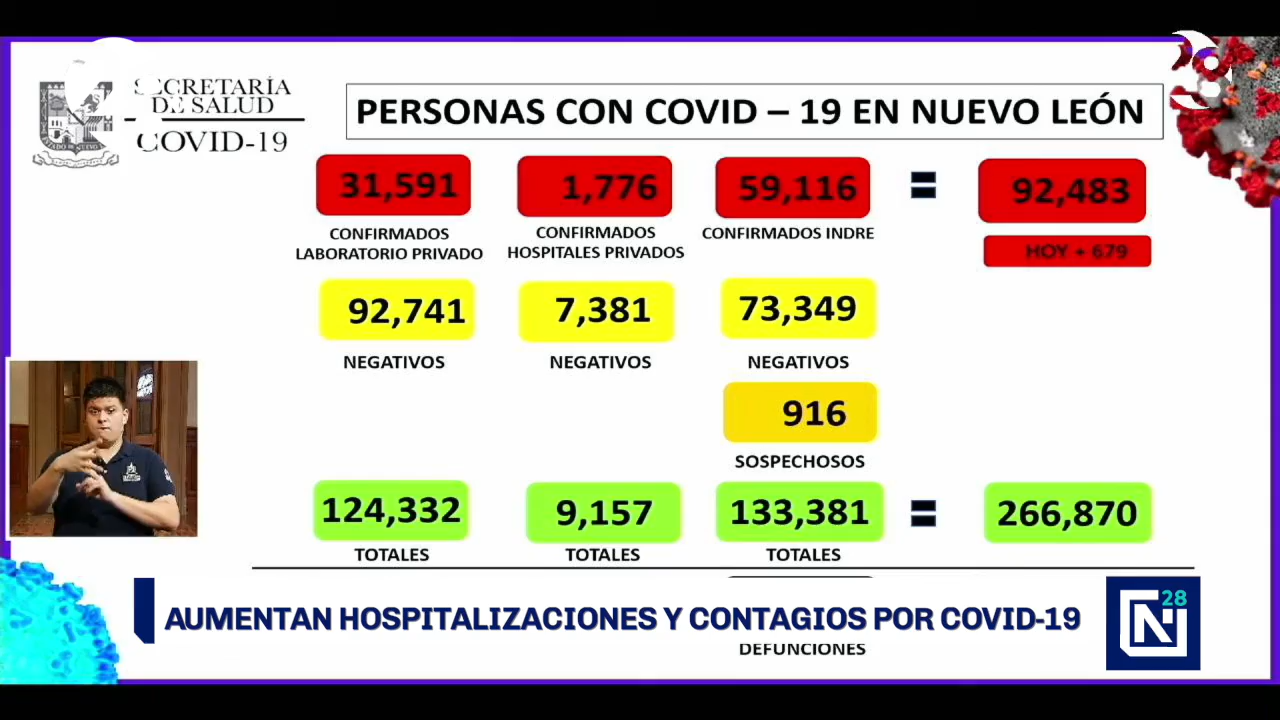 SECRETARÍA
DE SALUD
COVID-19
PERSONAS CON COVID – 19 EN NUEVO LEÓN
31,591
1,776
59,116
=
92,483
CONFIRMADOS
LABORATORIO PRIVADO
CONFIRMADOS
HOSPITALES PRIVADOS
CONFIRMADOS INDRE
HOY + 679
92,741
7,381
73,349
NEGATIVOS
NEGATIVOS
NEGATIVOS
916
SOSPECHOSOS
124,332
9,157
133,381
=
266,870
TOTALES
TOTALES
TOTALES
AUMENTAN HOSPITALIZACIONES Y CONTAGIOS POR COVID-19
N 28
DEFUNCIONES